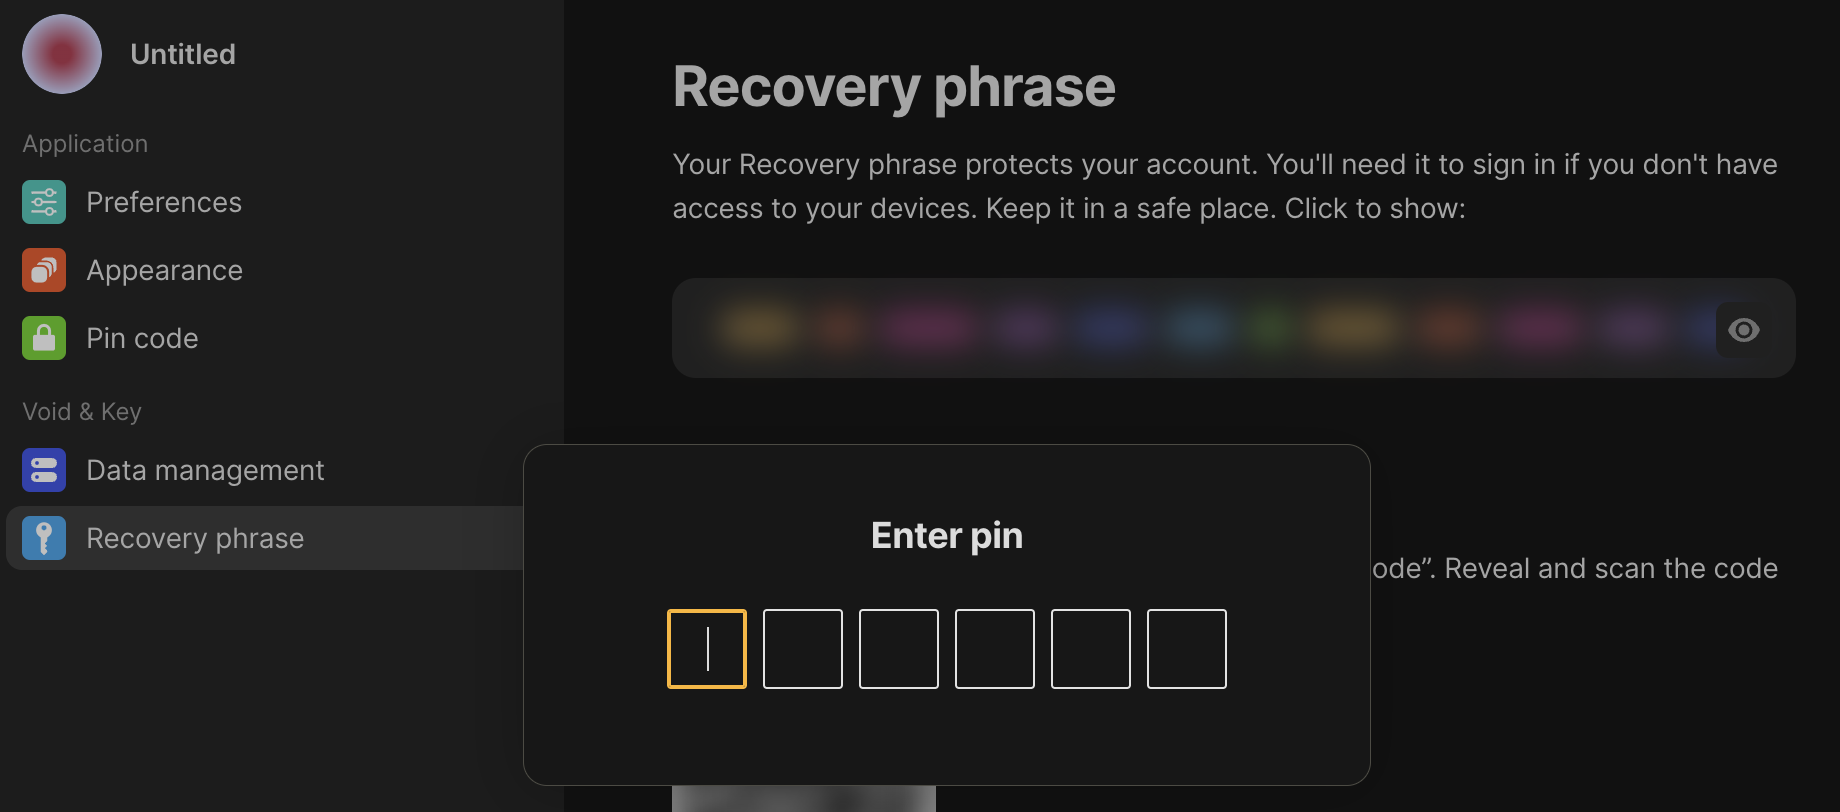 Untitled
Application
Preferences
Appearance
Pin code
Void & Key
Data management
Recovery phrase
Recovery phrase
Your Recovery phrase protects your account. You'll need it to sign in if you don't have
access to your devices. Keep it in a safe place. Click to show:
ode”. Reveal and scan the code
Enter pin